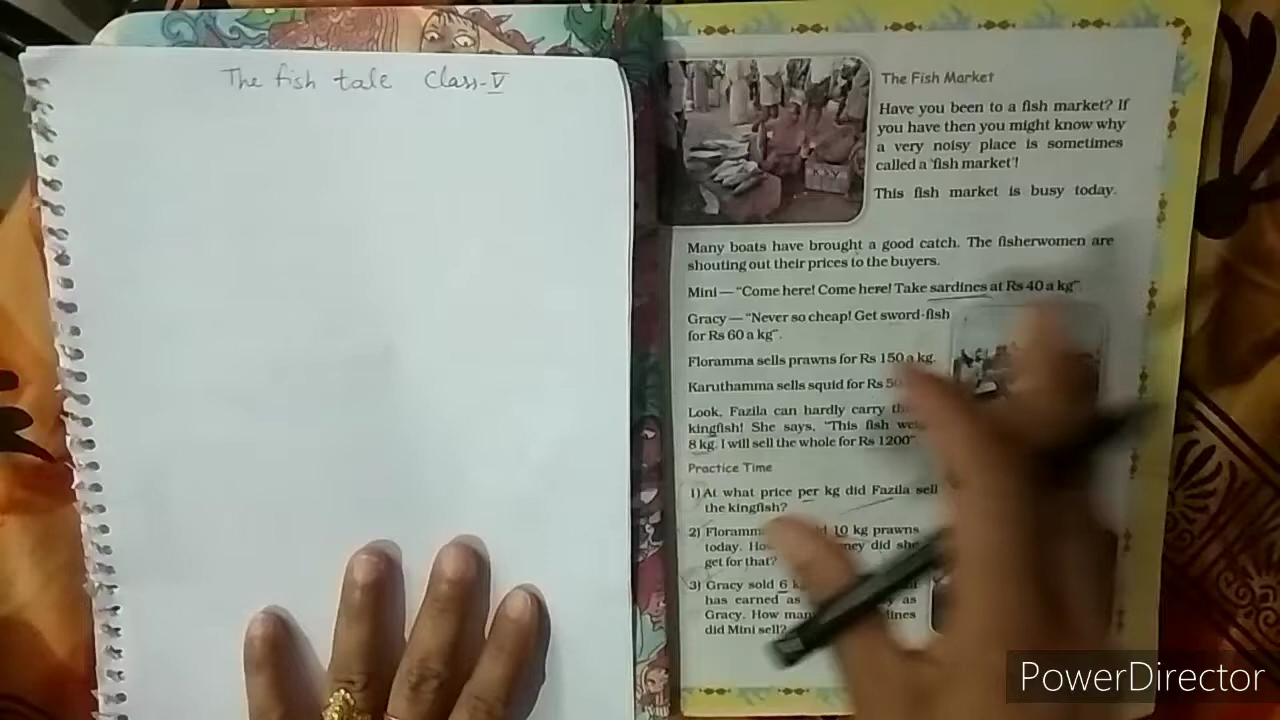 The fish tale Class-V
The Fish Market
Have you been to a fish market? If
you have then you might know why
a very noisy place is sometimes
called a 'fish market'!
This fish market is busy today.
Many boats have brought a good catch. The fisherwomen are
shouting out their prices to the buyers.
Mini — "Come here! Come here! Take sardines at Rs 40 a kg".
Gracy — "Never so cheap! Get sword-fish
for Rs 60 a kg".
Floramma sells prawns for Rs 150 a kg.
Karuthamma sells squid for Rs 50
Look, Fazila can hardly carry
kingfish! She says, "This fish
8 kg. I will sell the whole for Rs 1200"
Practice Time
1) At what price per kg did Fazila sell
the kingfish?
2) 10 kg prawns
today. did she
get for that?
3) Gracy sold 6
has earned as as
Gracy. How
did Mini sell?
PowerDirector